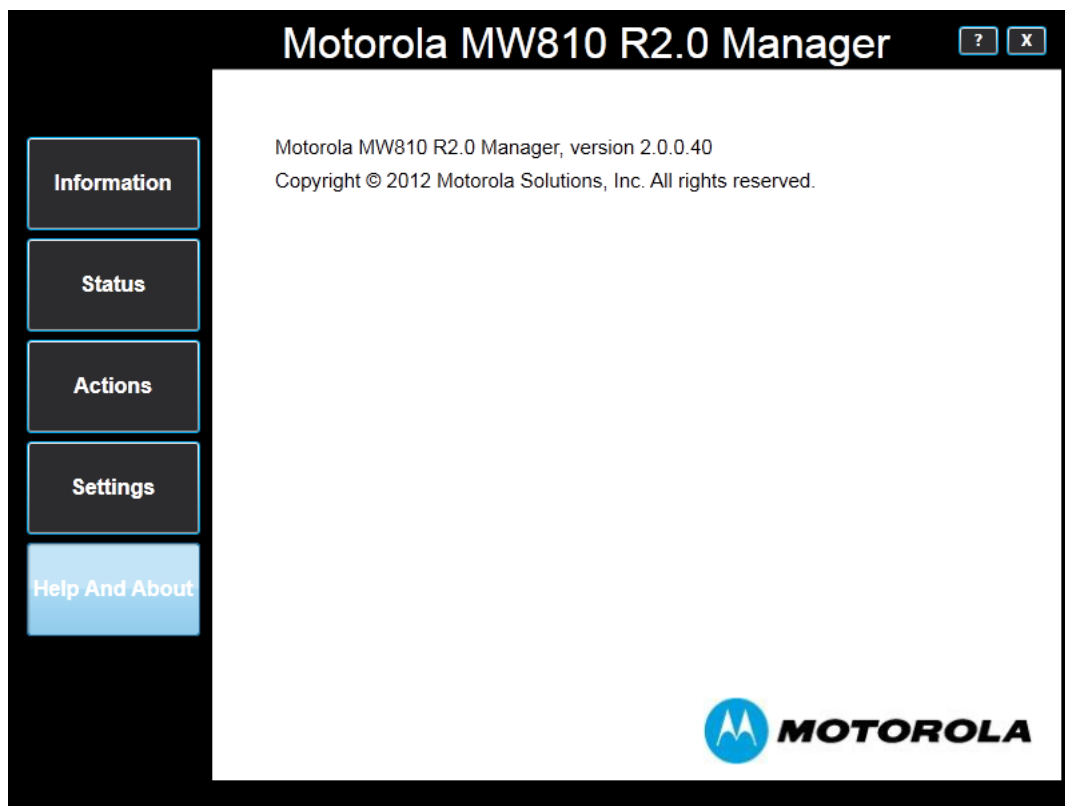 Motorola MW810 R2.0 Manager
? X
Information
Status
Actions
Settings
Help And About
Motorola MW810 R2.0 Manager, version 2.0.0.40
Copyright © 2012 Motorola Solutions, Inc. All rights reserved.
MOTOROLA